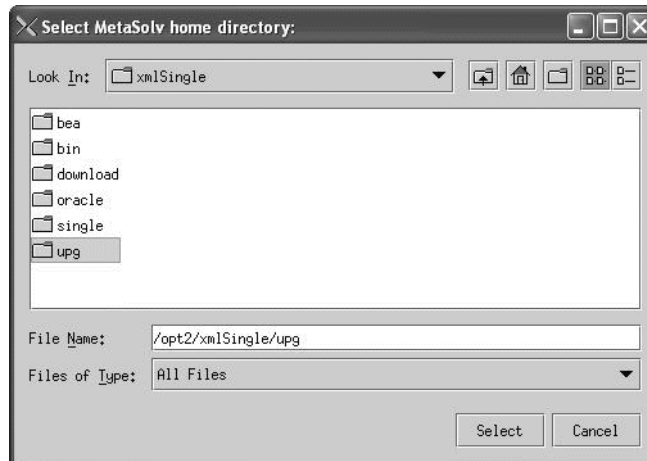 Select MetaSolv home directory:
Look In: xmlSingle
bea
bin
download
oracle
single
upg
File Name: /opt2/xmlSingle/upg
Files of Type: All Files
Select Cancel